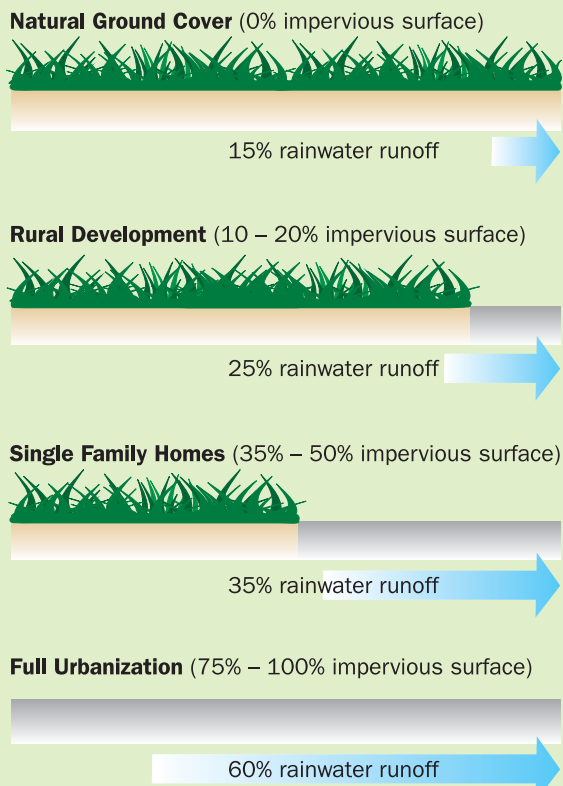 Natural Ground Cover (0% impervious surface)
15% rainwater runoff
Rural Development (10 – 20% impervious surface)
25% rainwater runoff
Single Family Homes (35% – 50% impervious surface)
35% rainwater runoff
Full Urbanization (75% – 100% impervious surface)
60% rainwater runoff